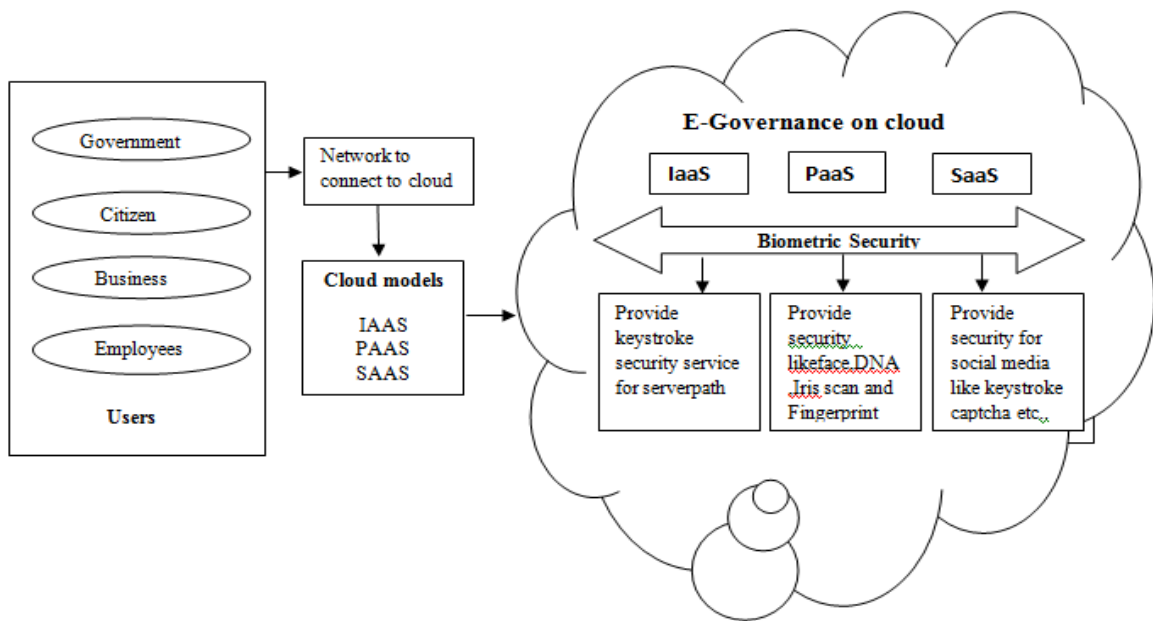 Government
Citizen
Business
Employees
Users
Network to
connect to cloud
Cloud models
IAAS
PAAS
SAAS
E-Governance on cloud
IaaS
PaaS
SaaS
Biometric Security
Provide
keystroke
security service
for serverpath
Provide
security
likeface,DNA
,Iris scan and
Fingerprint
Provide
security for
social media
like keystroke
captcha etc.,